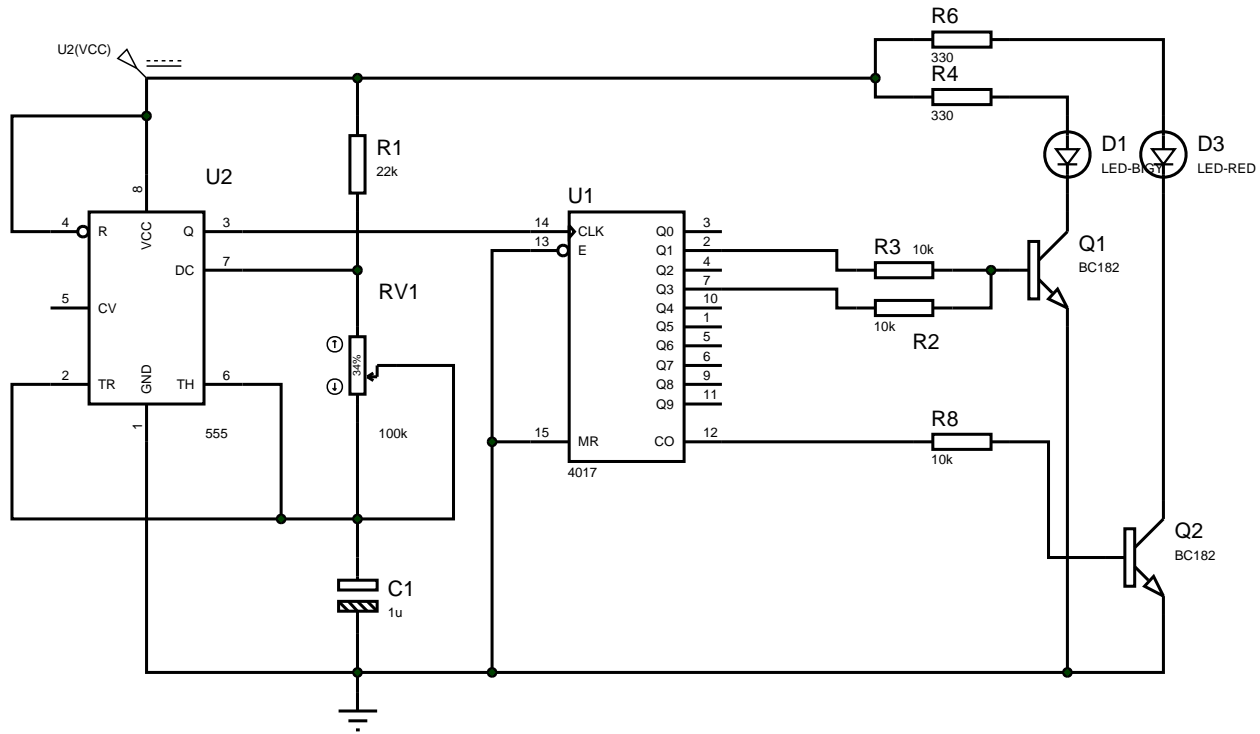 R6
330
U2(VCC)
R4
330
R1
22k
D1
LED-BIGY
D3
LED-RED
U2
8
VCC
4
R
Q
3
DC
7
5
CV
2
TR
GND
TH
6
1
555
RV1
34%
100k
U1
14
CLK
13
E
15
MR
Q0
3
Q1
2
Q2
4
Q3
7
Q4
10
Q5
1
Q6
5
Q7
6
Q8
9
Q9
11
CO
12
4017
R3
10k
10k
R2
Q1
BC182
R8
10k
Q2
BC182
C1
1u